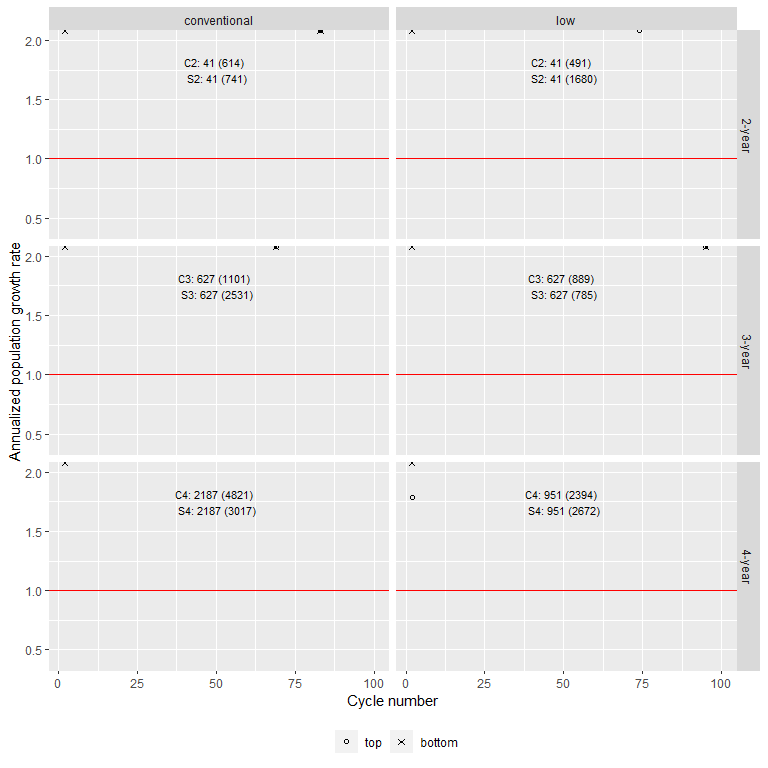 conventional
low
2.0
1.5
1.0
0.5
C2: 41 (614)
S2: 41 (741)
C2: 41 (491)
S2: 41 (1680)
2-year
2.0
1.5
1.0
0.5
C3: 627 (1101)
S3: 627 (2531)
C3: 627 (889)
S3: 627 (785)
3-year
2.0
1.5
1.0
0.5
C4: 2187 (4821)
S4: 2187 (3017)
C4: 951 (2394)
S4: 951 (2672)
4-year
Annualized population growth rate
0 25 50 75 100
0 25 50 75 100
Cycle number
top bottom